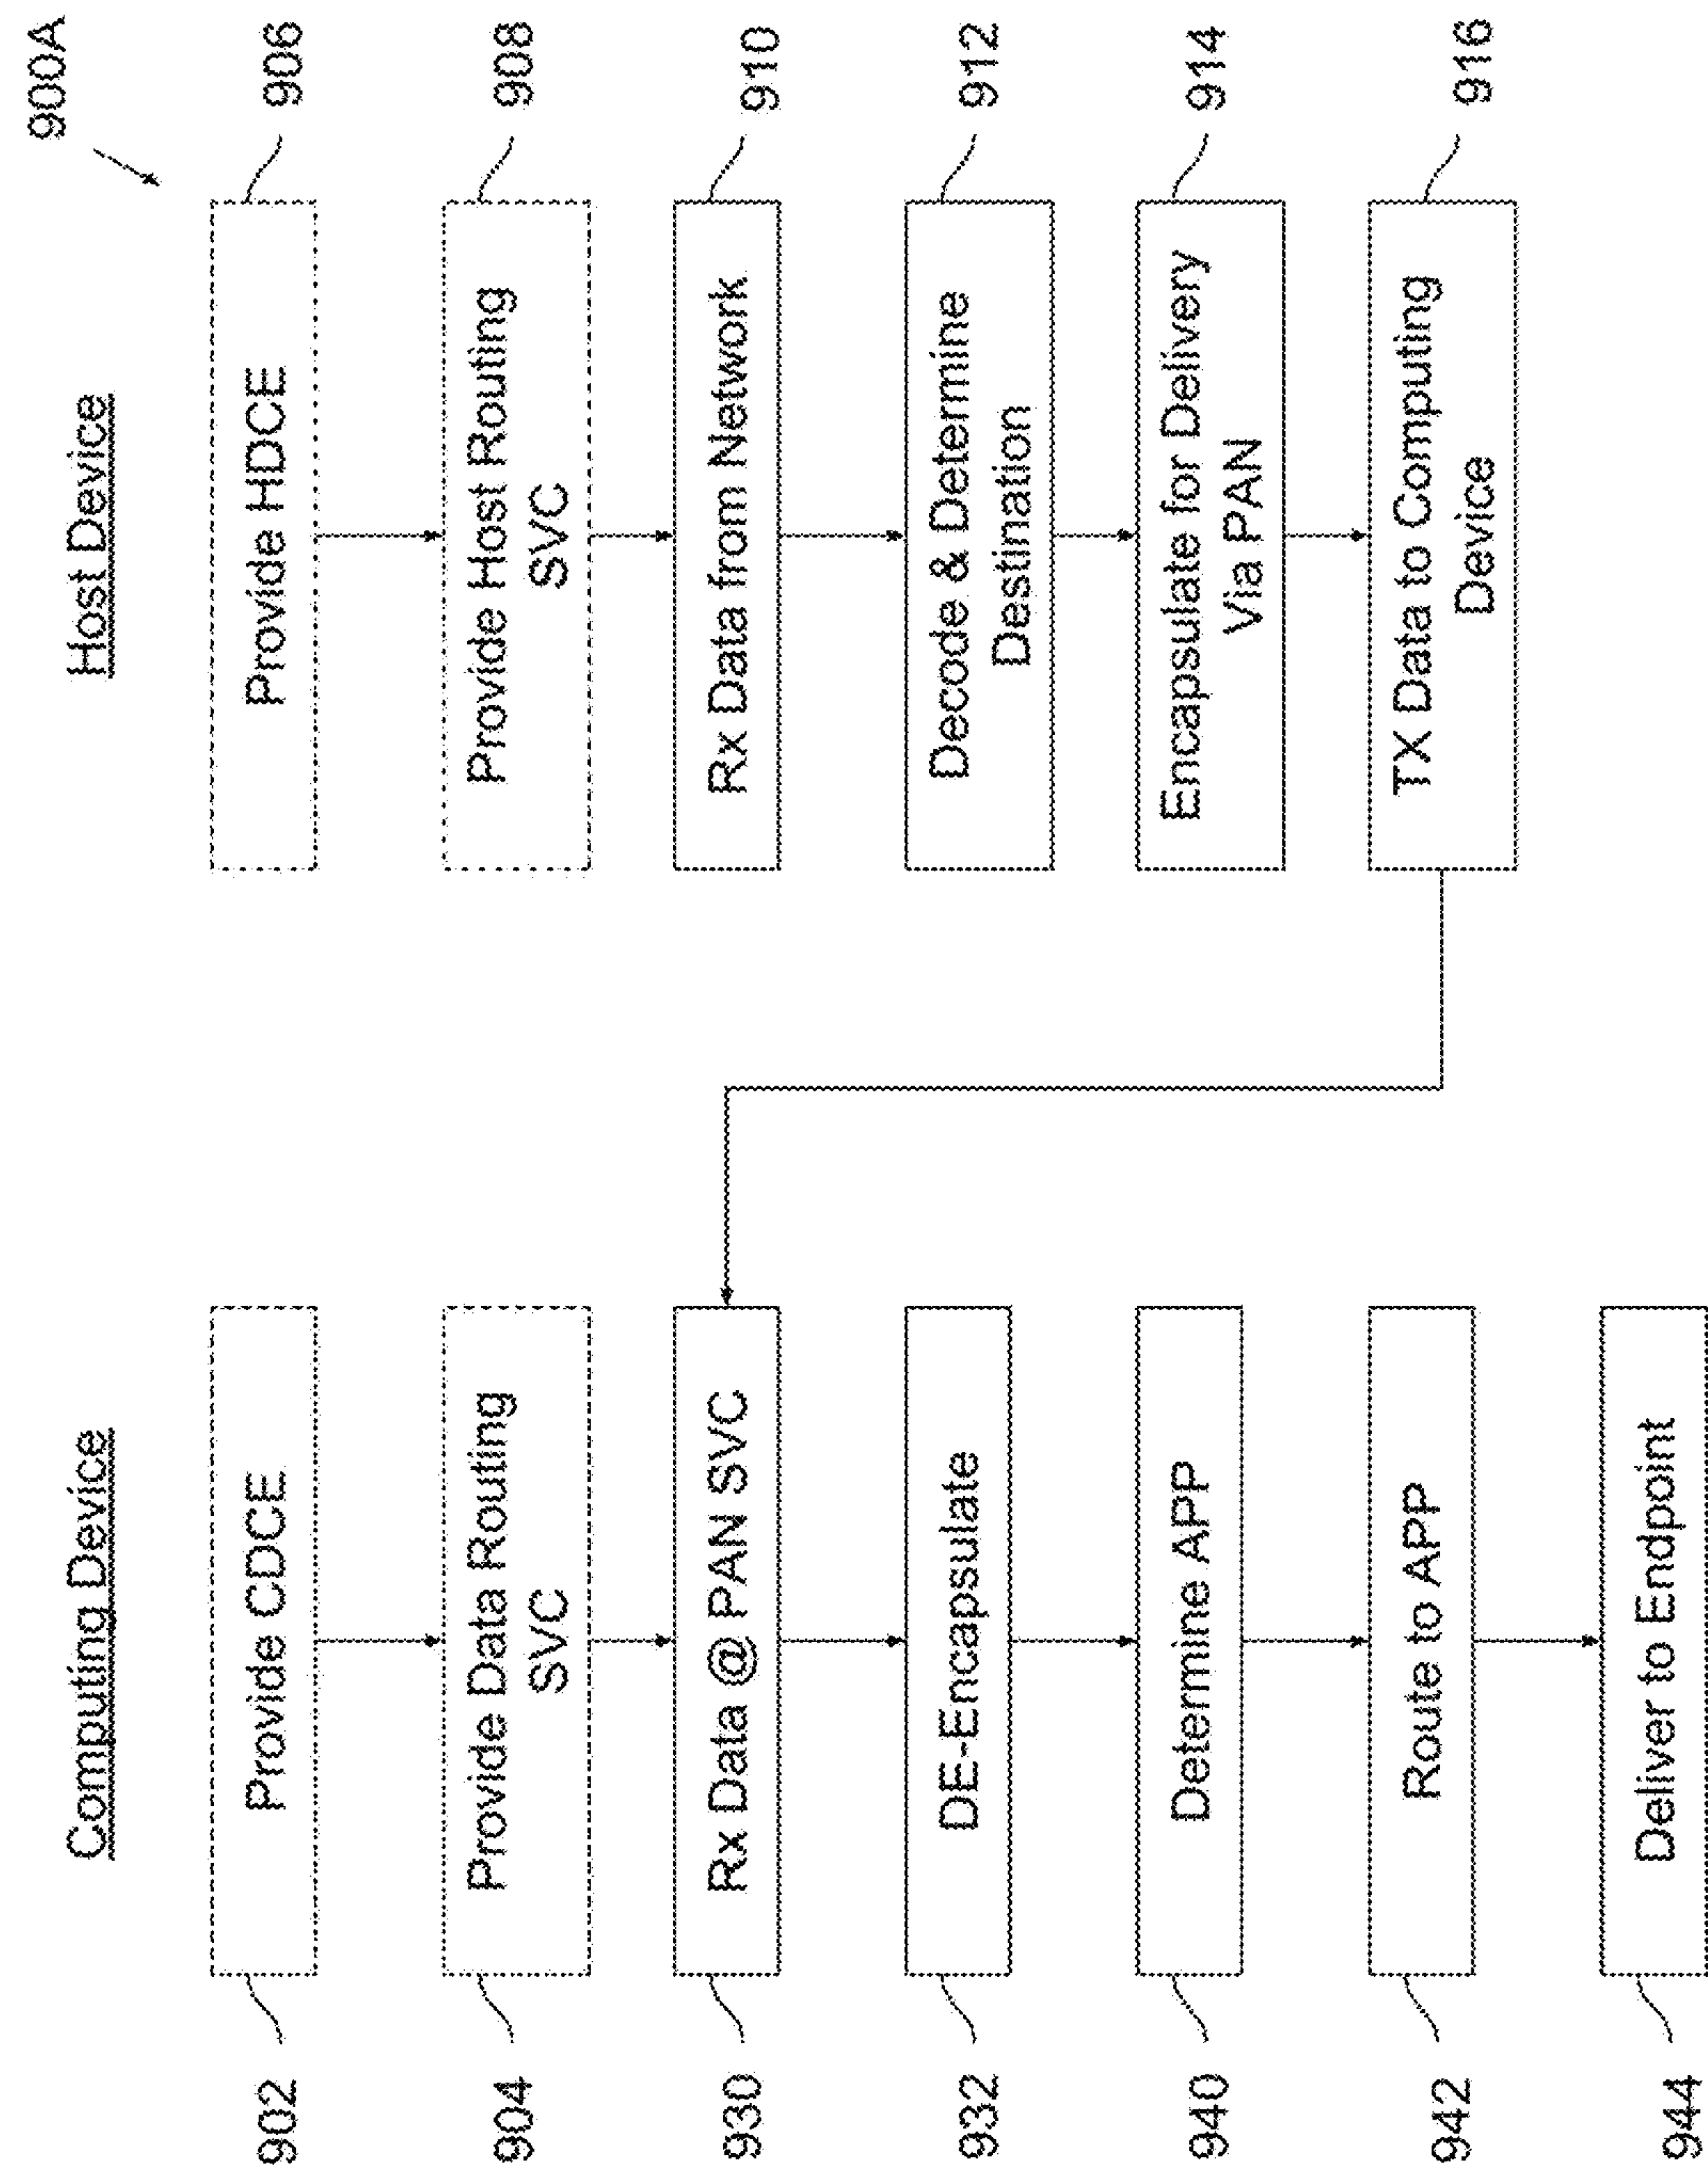 900A
Computing Device
902
Provide CDCE
904
Provide Data Routing
SVC
930
Rx Data @ PAN SVC
932
DE-Encapsulate
940
Determine APP
942
Route to APP
944
Deliver to Endpoint
Host Device
Provide HDCE
906
Provide Host Routing
SVC
908
Rx Data from Network
910
Decode & Determine
Destination
912
Encapsulate for Delivery
Via PAN
914
TX Data to Computing
Device
916